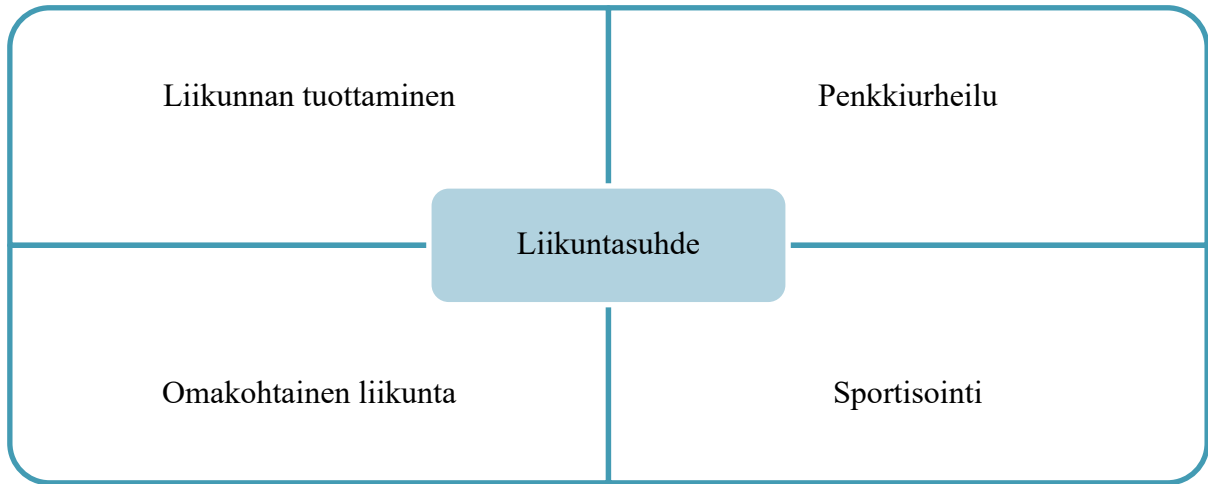 Liikunnan tuottaminen
Penkkiurheilu
Liikuntasuhde
Omakohtainen liikunta
Sportisointi